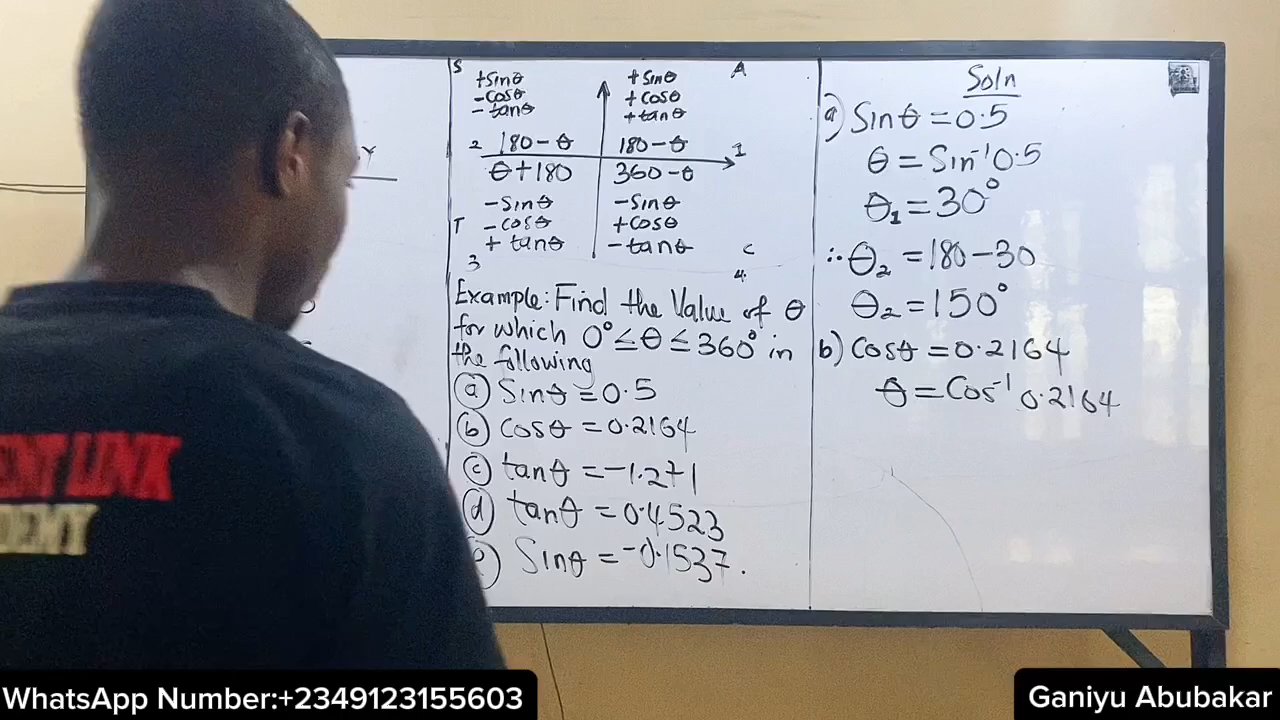 S
+Sinθ
-Cosθ
-tanθ
2
180-θ
+Sinθ
+Cosθ
+tanθ
A
180-θ
1
θ+180
-Sinθ
T
-Cosθ
+tanθ
3
360-θ
-Sinθ
+Cosθ
-tanθ
C
4.
Y
Example: Find the Value of θ
for which 0° ≤ θ ≤ 360° in
the following
(a) Sinθ = 0.5
(b) Cosθ = 0.2164
(c) tanθ = -1.271
(d) tanθ = 0.4523
Sinθ = -0.1537.
Soln
a) Sinθ = 0.5
θ = Sin⁻¹ 0.5
θ₁ = 30°
∴ θ₂ = 180-30
θ₂ = 150°
b) Cosθ = 0.2164
θ = Cos⁻¹ 0.2164
WhatsApp Number:+2349123155603
Ganiyu Abubakar